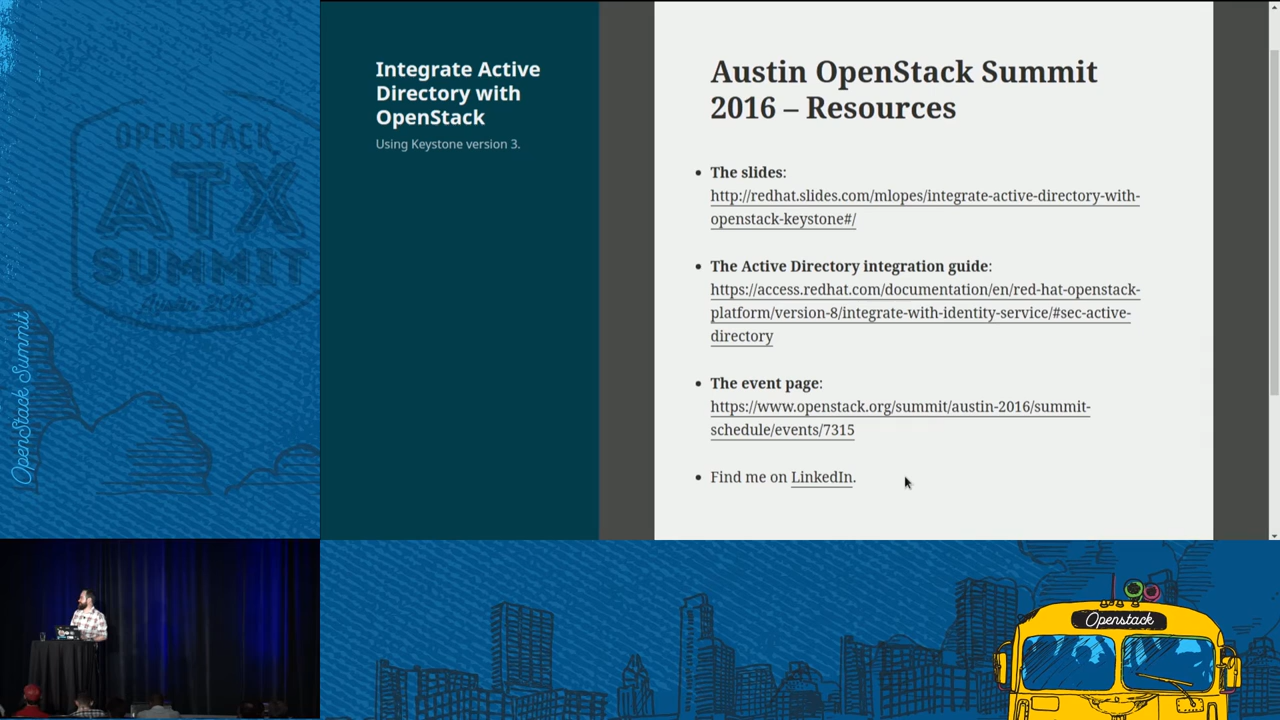 OPENSTACK
ATX
SUMMIT
OpenStack Summit
Integrate Active
Directory with
OpenStack
Using Keystone version 3.
Austin OpenStack Summit
2016 – Resources
The slides:
http://redhat.slides.com/mlopes/integrate-active-directory-with-
openstack-keystone#/
The Active Directory integration guide:
https://access.redhat.com/documentation/en/red-hat-openstack-
platform/version-8/integrate-with-identity-service/#sec-active-
directory
The event page:
https://www.openstack.org/summit/austin-2016/summit-
schedule/events/7315
Find me on LinkedIn.
Openstack